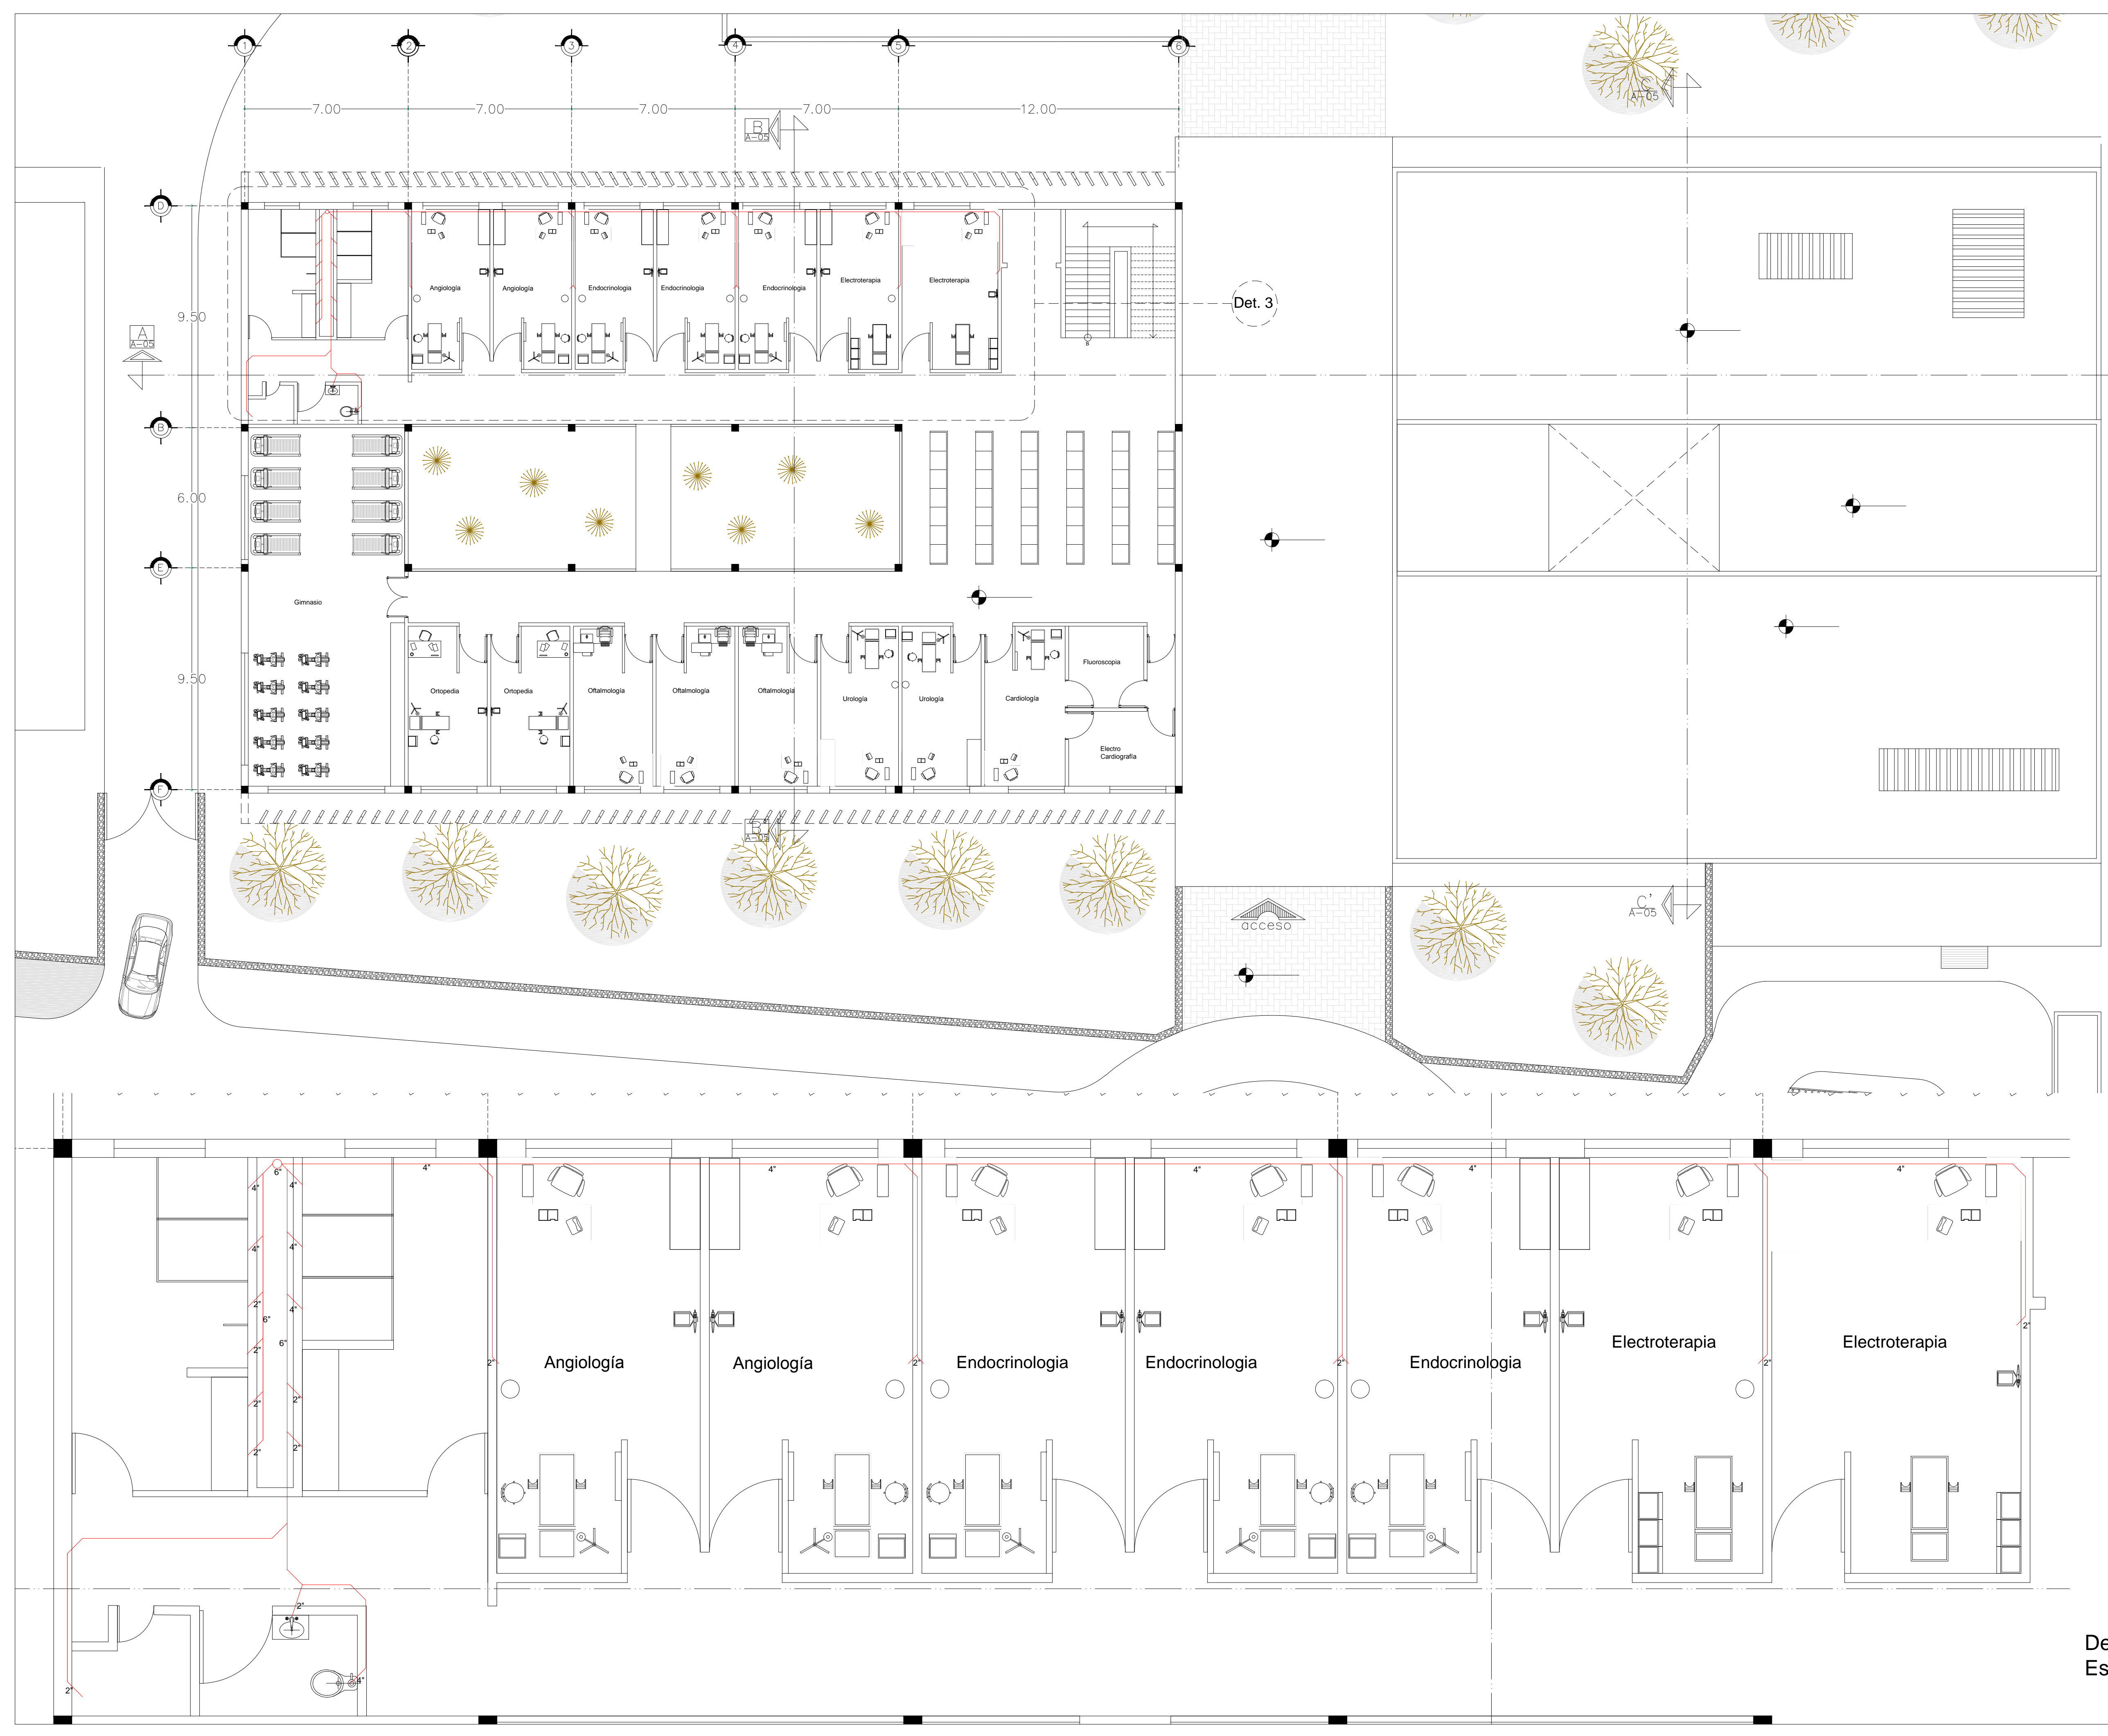 1
2
3
4
5
6
7.00
7.00
7.00
7.00
12.00
B
A-05
C
A-05
D
9.50
A
A-05
Angiología
Angiología
Endocrinologia
Endocrinologia
Endocrinologia
Electroterapia
Electroterapia
Det. 3
B
B
6.00
E
Gimnasio
9.50
Ortopedia
Ortopedia
Oftalmología
Oftalmología
Oftalmología
Urología
Urología
Cardiología
Fluoroscopia
Electro
Cardiografía
F
B'
A-05
C'
A-05
acceso
6"
4"
4"
4"
4"
4"
4"
4"
4"
4"
4"
2"
6"
4"
6"
2"
2"
2"
2"
2"
2"
2"
2"
2"
2"
2"
Angiología
Angiología
Endocrinologia
Endocrinologia
Endocrinologia
Electroterapia
Electroterapia
2"
4"
2"
De
Es